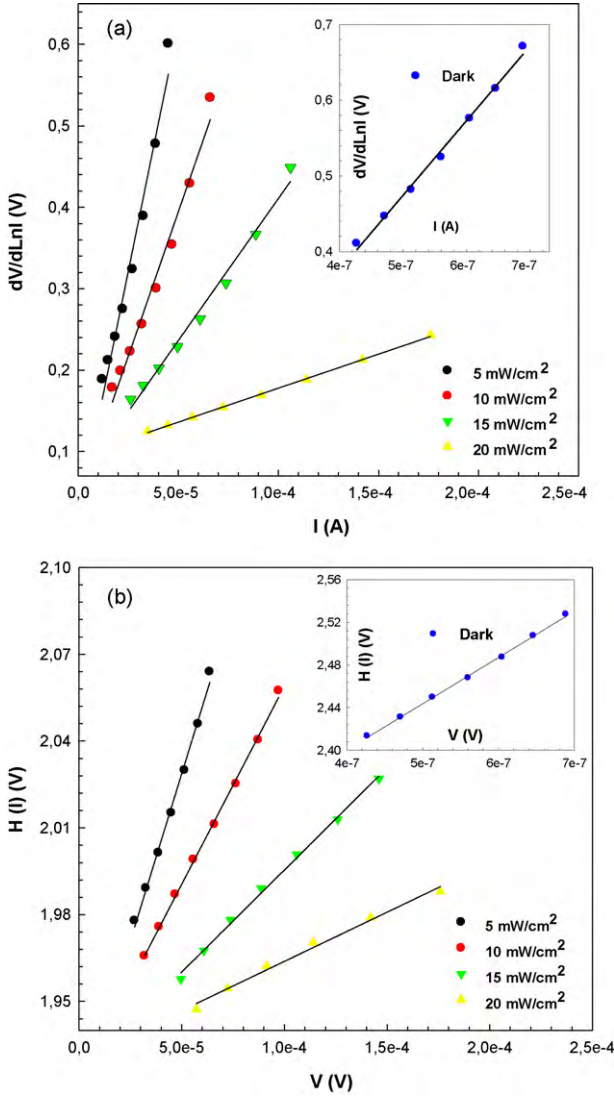 (a)
0,6
0,5
0,4
0,3
0,2
0,1
dV/dLnI (V)
0,0 5,0e-5 1,0e-4 1,5e-4 2,0e-4 2,5e-4
I (A)
5 mW/cm²
10 mW/cm²
15 mW/cm²
20 mW/cm²
0,7
0,6
0,5
0,4
dV/dLnI (V)
Dark
I (A)
4e-7 5e-7 6e-7 7e-7
(b)
2,10
2,07
2,04
2,01
1,98
1,95
H (I) (V)
0,0 5,0e-5 1,0e-4 1,5e-4 2,0e-4 2,5e-4
V (V)
5 mW/cm²
10 mW/cm²
15 mW/cm²
20 mW/cm²
2,56
2,52
2,48
2,44
2,40
H (I) (V)
Dark
V (V)
4e-7 5e-7 6e-7 7e-7